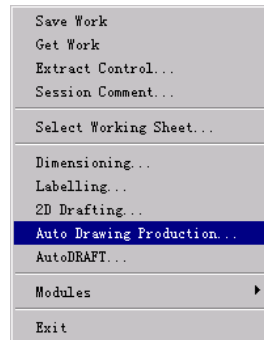 Save Work
Get Work
Extract Control...
Session Comment...
Select Working Sheet...
Dimensioning...
Labelling...
2D Drafting...
Auto Drawing Production...
AutoDRAFT...
Modules
Exit